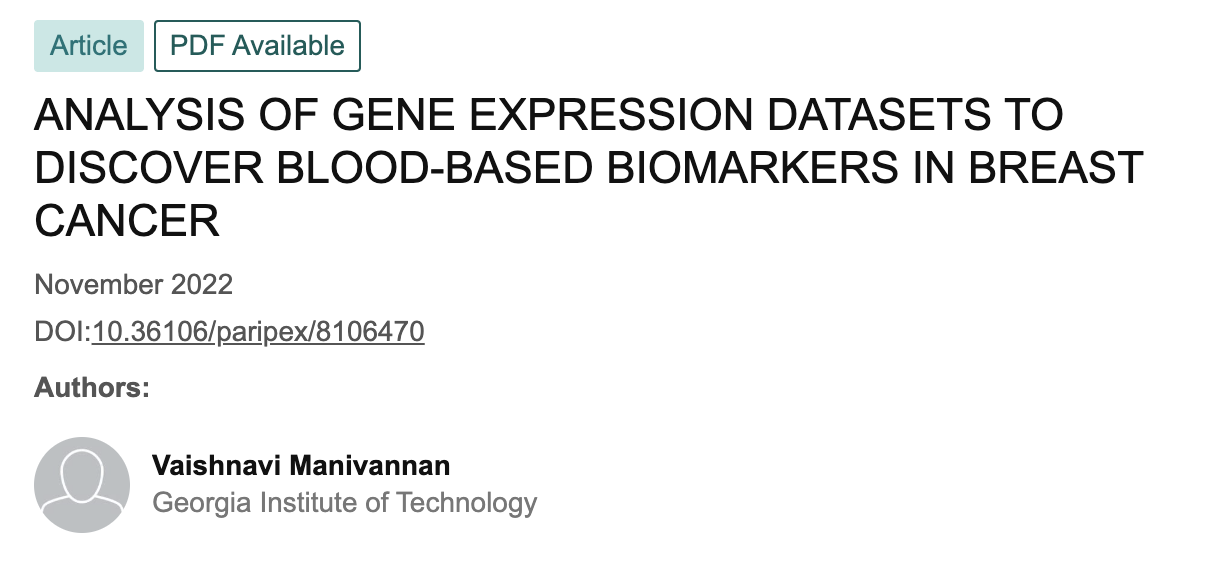 Article PDF Available
ANALYSIS OF GENE EXPRESSION DATASETS TO
DISCOVER BLOOD-BASED BIOMARKERS IN BREAST
CANCER
November 2022
DOI:10.36106/paripex/8106470
Authors:
Vaishnavi Manivannan
Georgia Institute of Technology